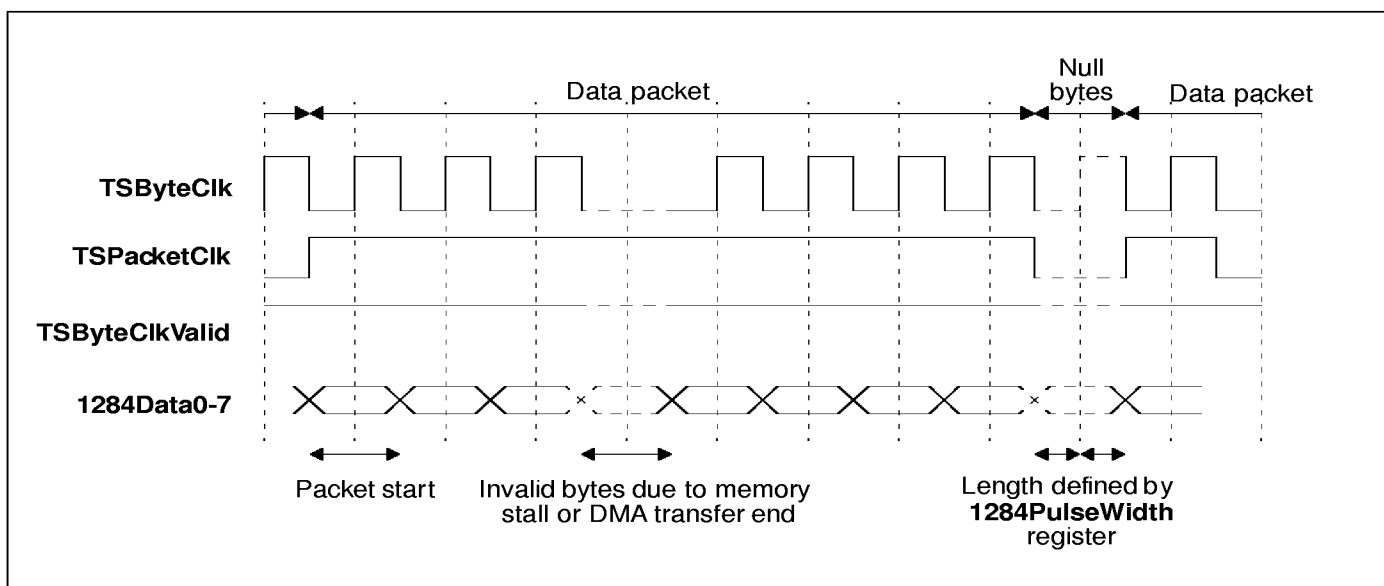 Null
bytes
Data packet
Data packet
TSByteClk
TSPacketClk
TSByteClkValid
1284Data0-7
Packet start
Invalid bytes due to memory
stall or DMA transfer end
Length defined by
1284PulseWidth
register